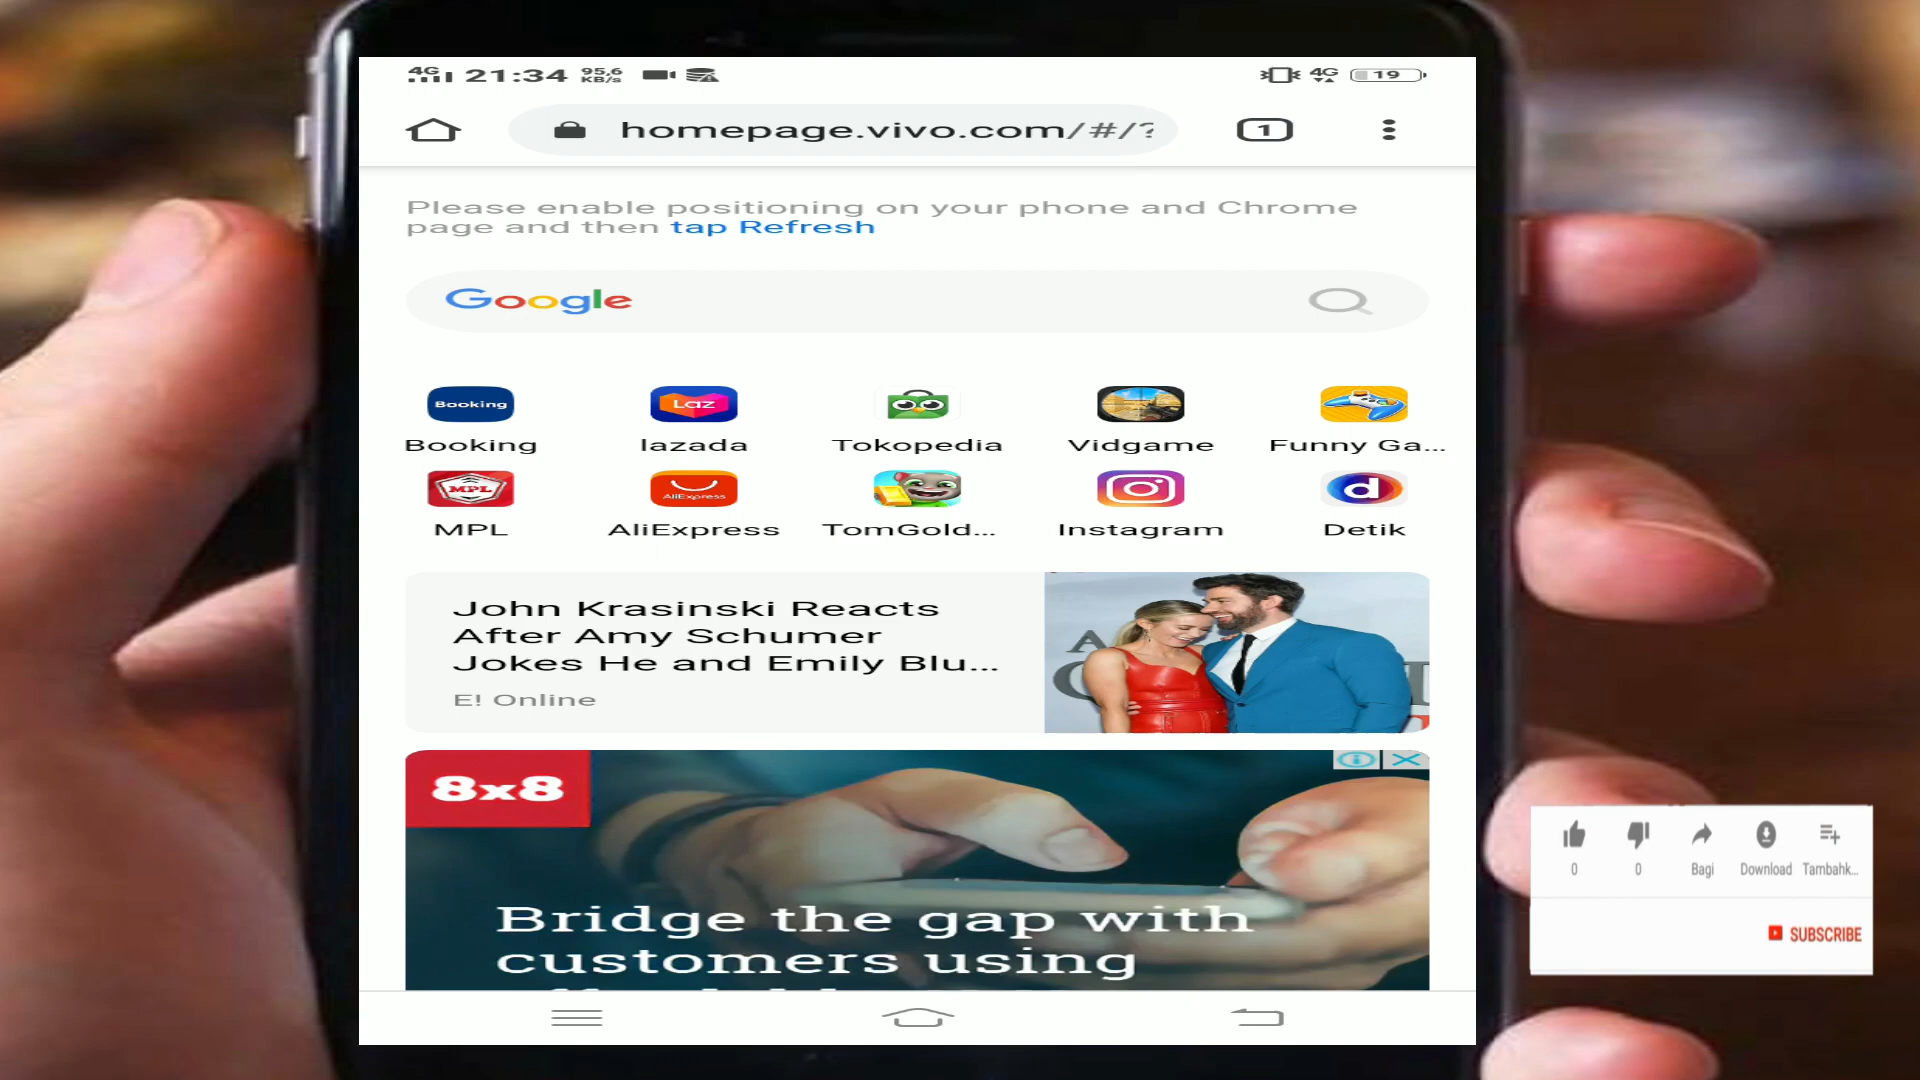 4G 21:34 95,6 KB/s 4G 19
homepage.vivo.com/#/?
1
Please enable positioning on your phone and Chrome
page and then tap Refresh
Google
Booking Laz
Booking lazada Tokopedia Vidgame Funny Ga...
MPL AliExpress d
MPL AliExpress TomGold... Instagram Detik
John Krasinski Reacts
After Amy Schumer
Jokes He and Emily Blu...
E! Online
8x8
Bridge the gap with
customers using
0 0 Bagi Download Tambahk...
SUBSCRIBE